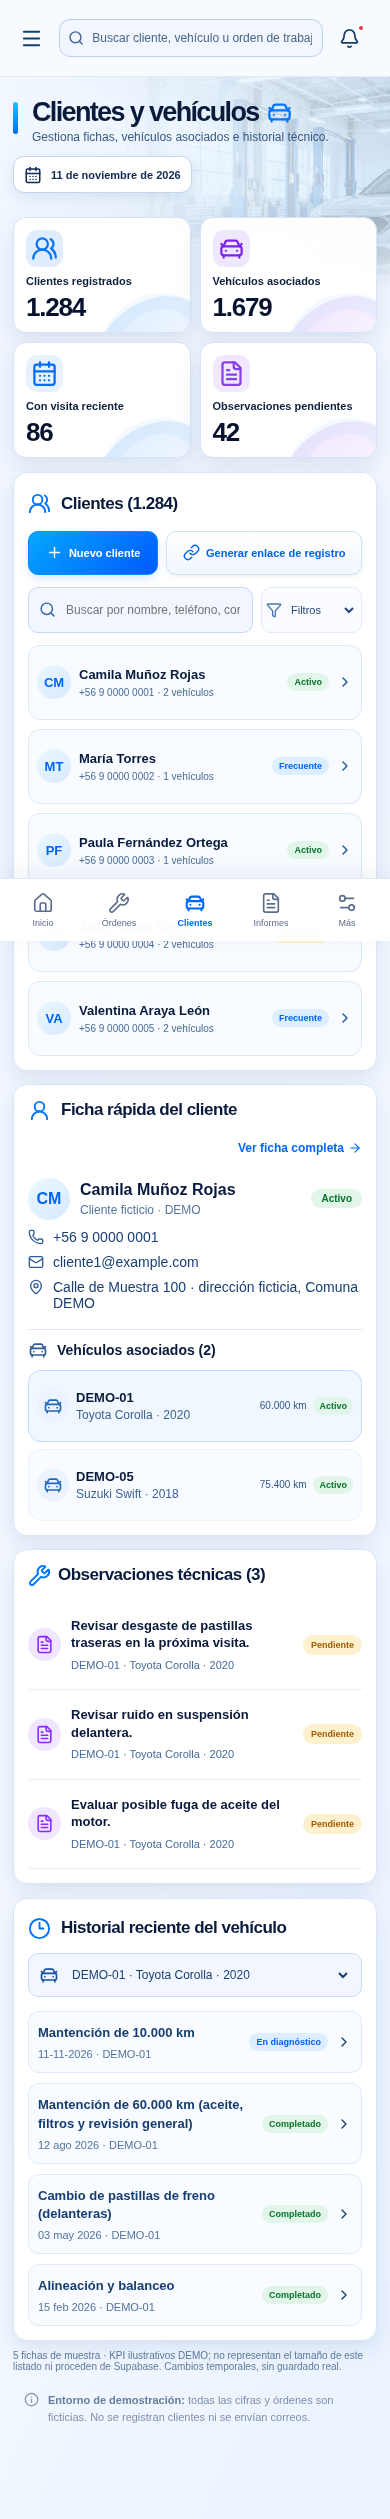 Buscar cliente, vehículo u orden de trabaj
Clientes y vehículos
Gestiona fichas, vehículos asociados e historial técnico.
11 de noviembre de 2026
Clientes registrados
1.284
Vehículos asociados
1.679
Con visita reciente
86
Observaciones pendientes
42
Clientes (1.284)
Nuevo cliente
Generar enlace de registro
Buscar por nombre, teléfono, cor
Filtros
CM
Camila Muñoz Rojas
+56 9 0000 0001 · 2 vehículos
Activo
MT
María Torres
+56 9 0000 0002 · 1 vehículos
Frecuente
PF
Paula Fernández Ortega
+56 9 0000 0003 · 1 vehículos
Activo
Inicio
Órdenes
Clientes
Informes
Más
+56 9 0000 0004 · 2 vehículos
VA
Valentina Araya León
+56 9 0000 0005 · 2 vehículos
Frecuente
Ficha rápida del cliente
Ver ficha completa
CM
Camila Muñoz Rojas
Cliente ficticio · DEMO
Activo
+56 9 0000 0001
cliente1@example.com
Calle de Muestra 100 · dirección ficticia, Comuna
DEMO
Vehículos asociados (2)
DEMO-01
Toyota Corolla · 2020
60.000 km
Activo
DEMO-05
Suzuki Swift · 2018
75.400 km
Activo
Observaciones técnicas (3)
Revisar desgaste de pastillas
traseras en la próxima visita.
DEMO-01 · Toyota Corolla · 2020
Pendiente
Revisar ruido en suspensión
delantera.
DEMO-01 · Toyota Corolla · 2020
Pendiente
Evaluar posible fuga de aceite del
motor.
DEMO-01 · Toyota Corolla · 2020
Pendiente
Historial reciente del vehículo
DEMO-01 · Toyota Corolla · 2020
Mantención de 10.000 km
11-11-2026 · DEMO-01
En diagnóstico
Mantención de 60.000 km (aceite,
filtros y revisión general)
12 ago 2026 · DEMO-01
Completado
Cambio de pastillas de freno
(delanteras)
03 may 2026 · DEMO-01
Completado
Alineación y balanceo
15 feb 2026 · DEMO-01
Completado
5 fichas de muestra · KPI ilustrativos DEMO; no representan el tamaño de este
listado ni proceden de Supabase. Cambios temporales, sin guardado real.
Entorno de demostración: todas las cifras y órdenes son
ficticias. No se registran clientes ni se envían correos.